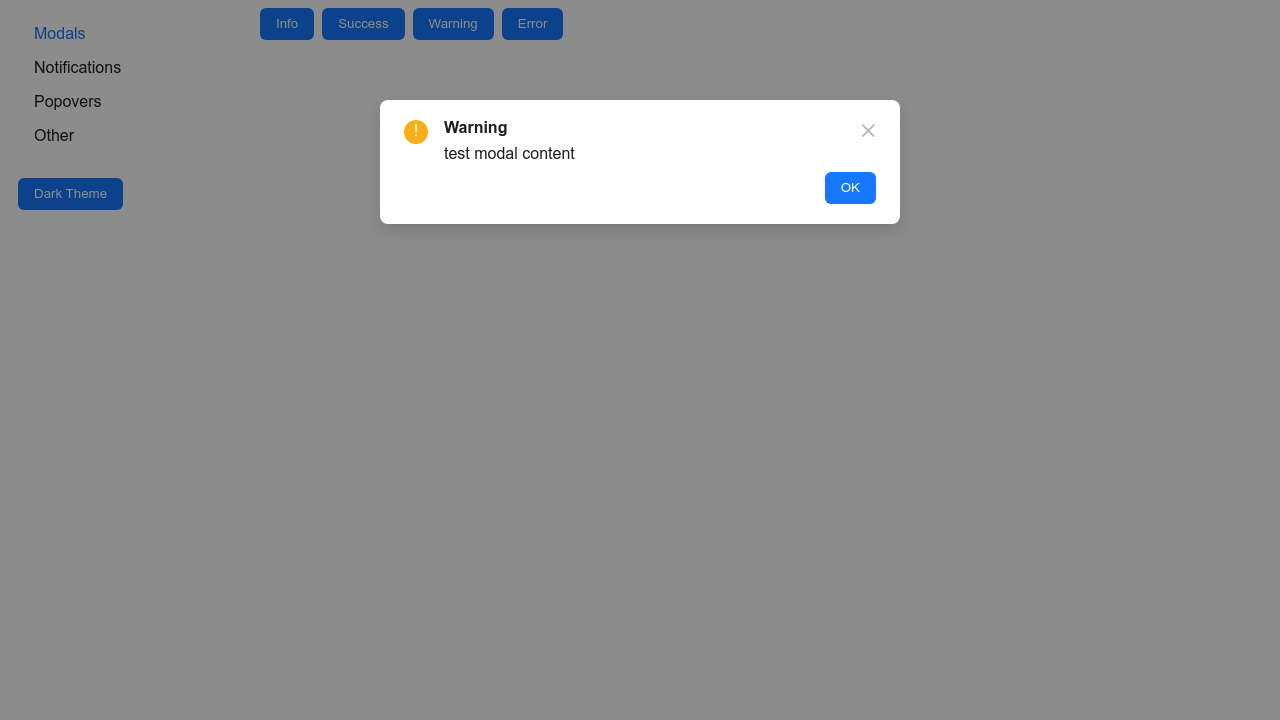 Modals
Notifications
Popovers
Other
Dark Theme
Info
Success
Warning
Error
Warning
test modal content
OK